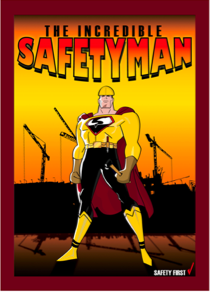 THE INCREDIBLE
SAFETYMAN
S
SAFETY FIRST